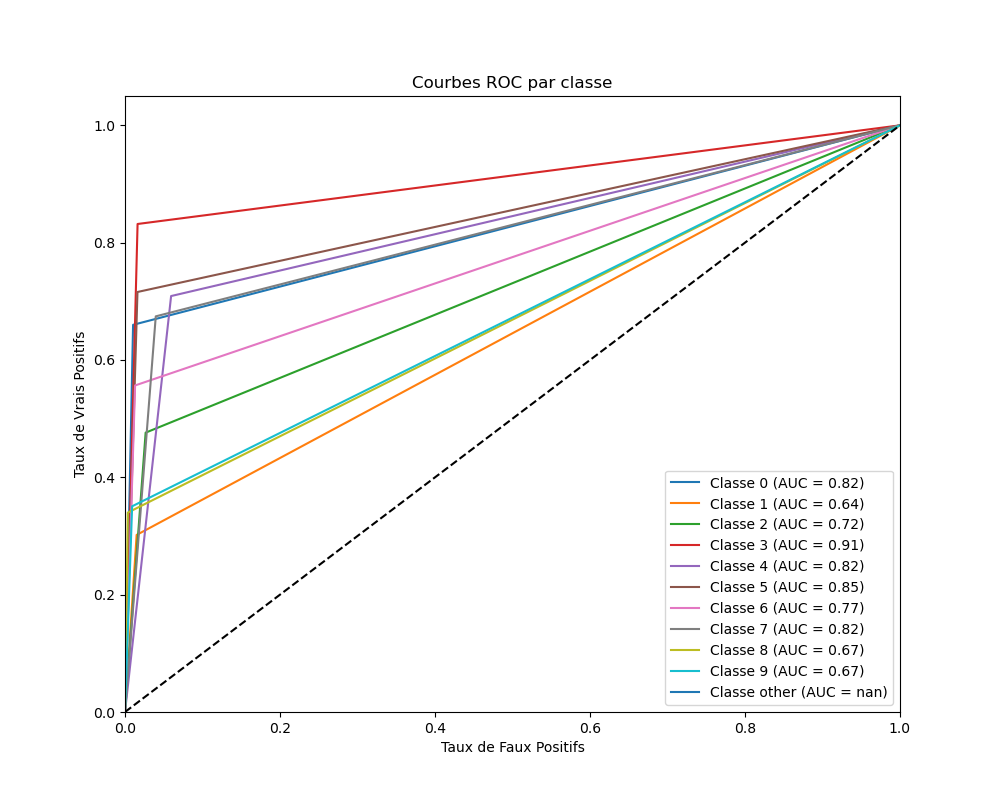 Courbes ROC par classe
Taux de Vrais Positifs
1.0
0.8
0.6
0.4
0.2
0.0
0.0 0.2 0.4 0.6 0.8 1.0
Taux de Faux Positifs
Classe 0 (AUC = 0.82)
Classe 1 (AUC = 0.64)
Classe 2 (AUC = 0.72)
Classe 3 (AUC = 0.91)
Classe 4 (AUC = 0.82)
Classe 5 (AUC = 0.85)
Classe 6 (AUC = 0.77)
Classe 7 (AUC = 0.82)
Classe 8 (AUC = 0.67)
Classe 9 (AUC = 0.67)
Classe other (AUC = nan)